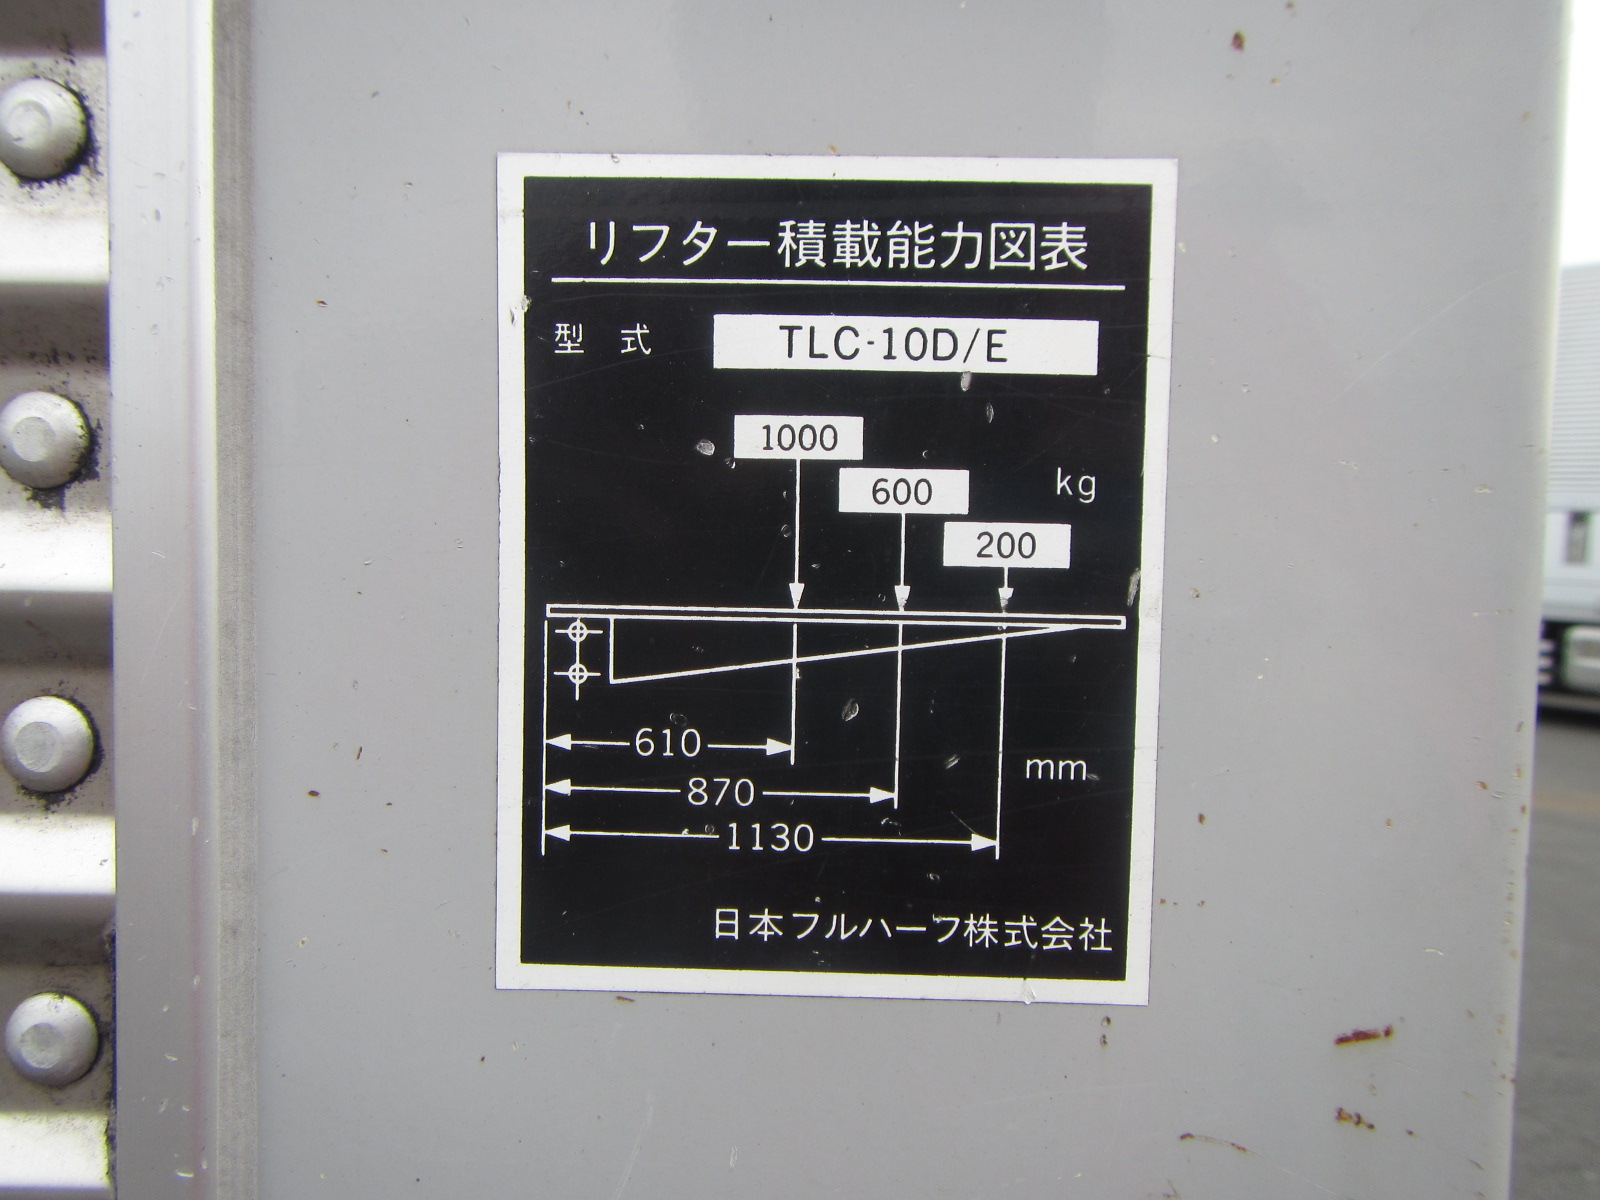 リフター積載能力図表
型 式 TLC-10D/E
1000
600 kg
200
610
mm
870
1130
日本フルハーフ株式会社